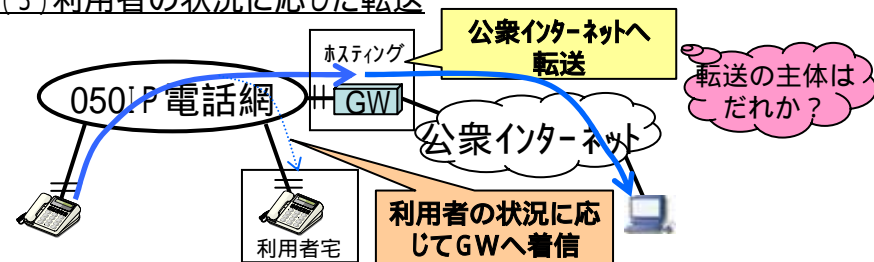 (3)利用者の状況に応じた転送
ホスティング
公衆インターネットへ
転送
転送の主体は
だれか?
050IP電話網
GW
公衆インターネット
利用者の状況に応
じてGWへ着信
利用者宅